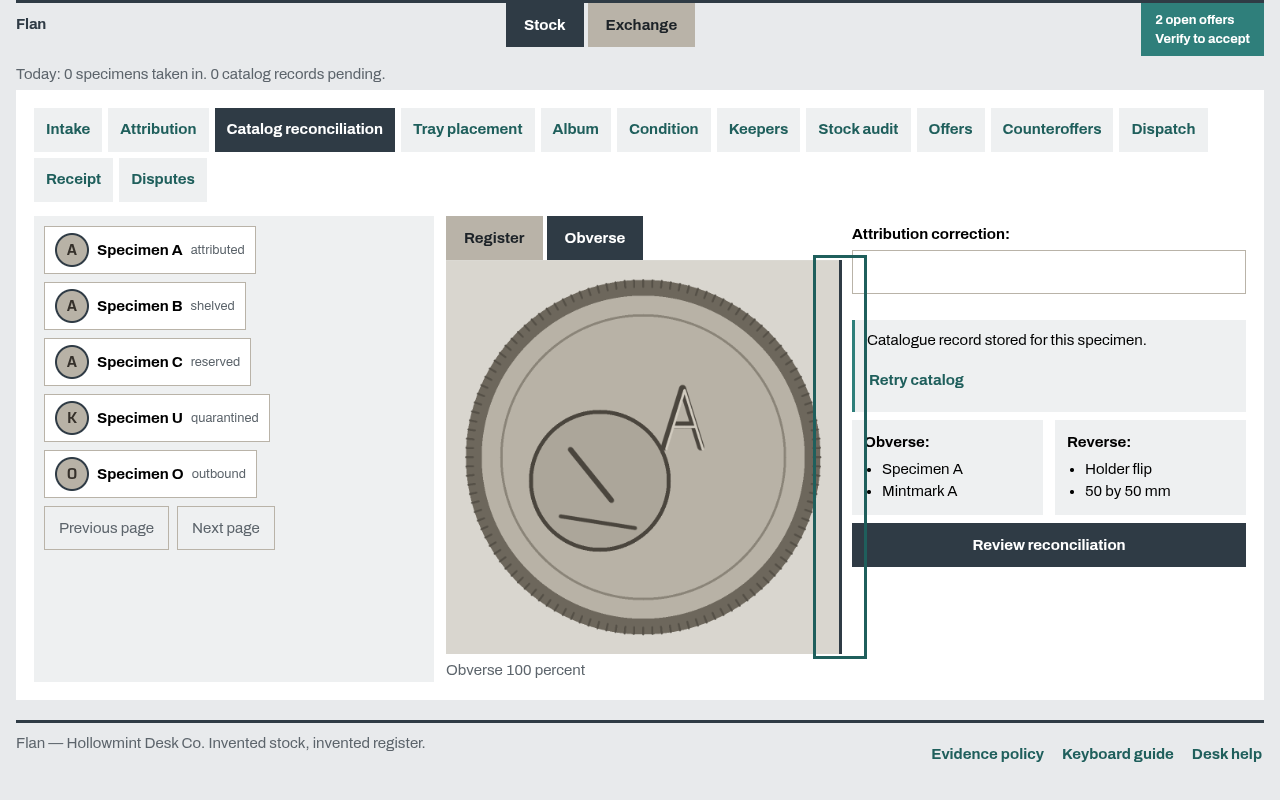 Flan
Stock
Exchange
2 open offers
Verify to accept
Today: 0 specimens taken in. 0 catalog records pending.
Intake
Attribution
Catalog reconciliation
Tray placement
Album
Condition
Keepers
Stock audit
Offers
Counteroffers
Dispatch
Receipt
Disputes
A Specimen A attributed
A Specimen B shelved
A Specimen C reserved
K Specimen U quarantined
O Specimen O outbound
Previous page
Next page
Register
Obverse
A
Obverse 100 percent
Attribution correction:
Catalogue record stored for this specimen.
Retry catalog
Obverse:
• Specimen A
• Mintmark A
Reverse:
• Holder flip
• 50 by 50 mm
Review reconciliation
Flan — Hollowmint Desk Co. Invented stock, invented register.
Evidence policy
Keyboard guide
Desk help